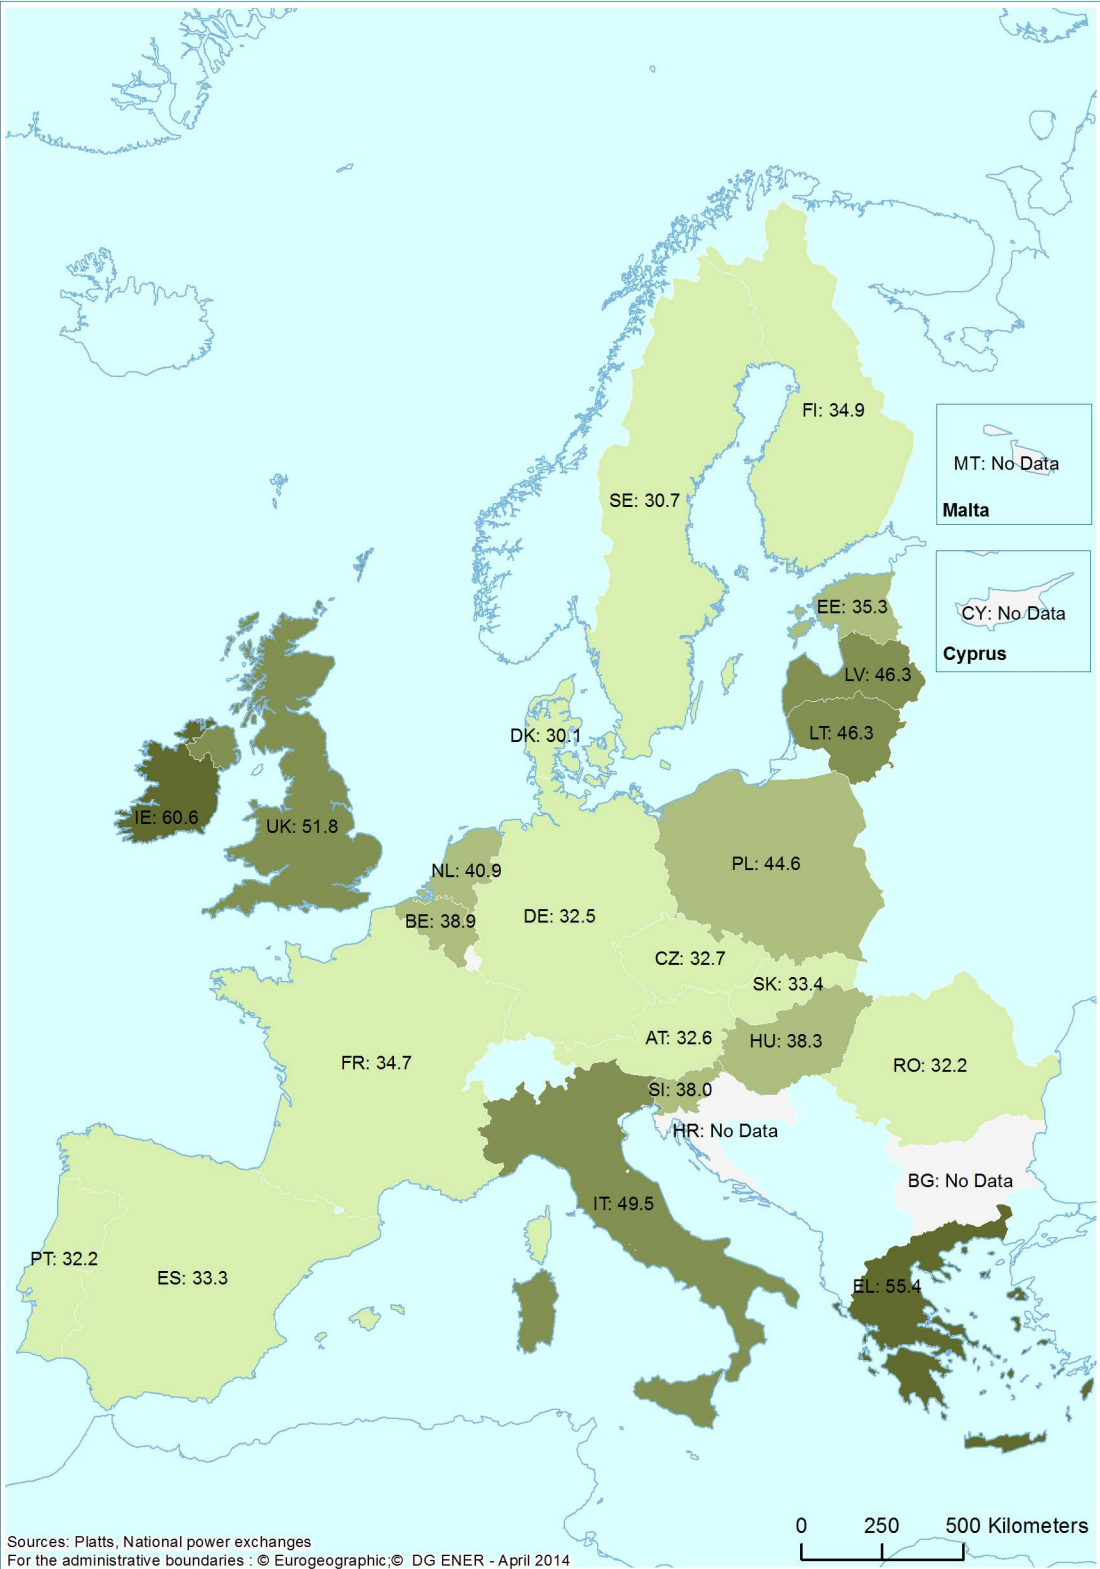 FI: 34.9
MT: No Data
SE: 30.7
Malta
EE: 35.3
CY: No Data
Cyprus
LV: 46.3
LT: 46.3
DK: 30.1
IE: 60.6
UK: 51.8
PL: 44.6
NL: 40.9
DE: 32.5
BE: 38.9
CZ: 32.7
SK: 33.4
AT: 32.6
HU: 38.3
FR: 34.7
RO: 32.2
SI: 38.0
HR: No Data
BG: No Data
IT: 49.5
PT: 32.2
ES: 33.3
EL: 55.4
0 250 500 Kilometers
Sources: Platts, National power exchanges
For the administrative boundaries : © Eurogeographic;© DG ENER - April 2014